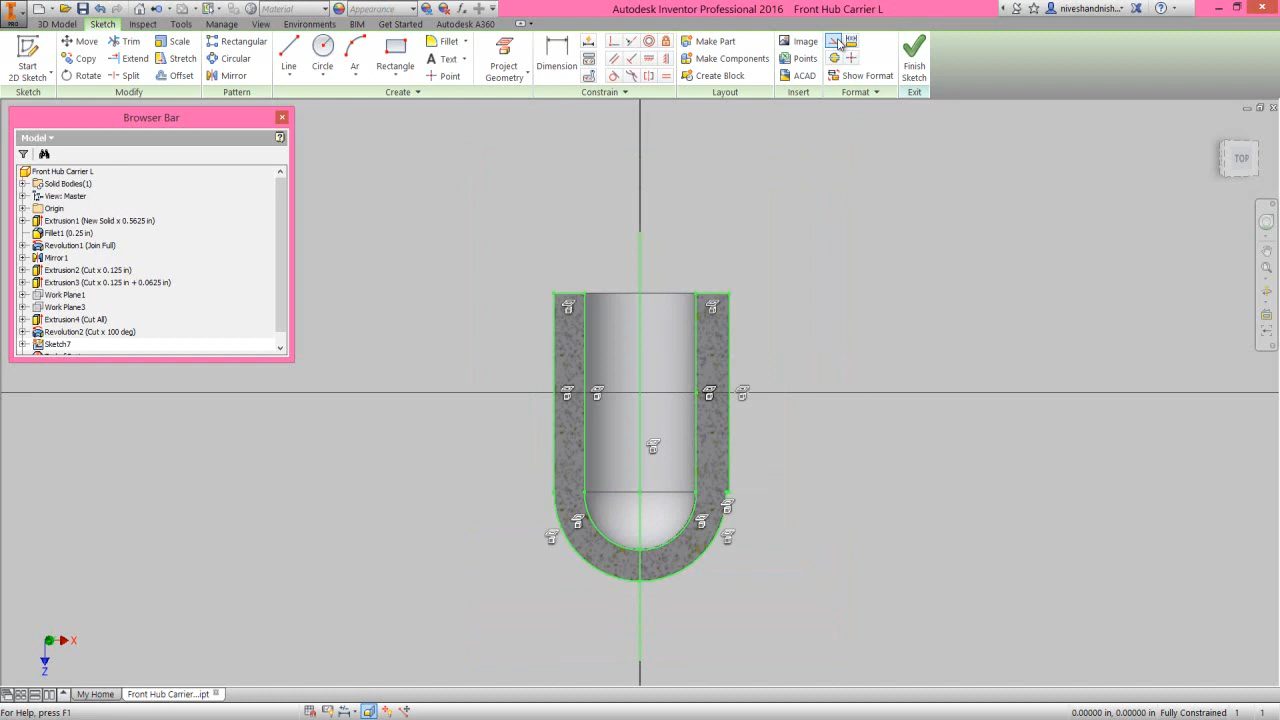 Material
Appearance
Autodesk Inventor Professional 2016 Front Hub Carrier L
niveshandnish...
PRO
3D Model
Sketch
Inspect
Tools
Manage
View
Environments
BIM
Get Started
Autodesk A360
Start
2D Sketch
Move
Trim
Scale
Copy
Extend
Stretch
Rotate
Split
Offset
Rectangular
Circular
Mirror
Line
Circle
Arc
Rectangle
Fillet
Text
Point
Project
Geometry
Dimension
Make Part
Make Components
Create Block
Image
Points
ACAD
Show Format
Finish
Sketch
Sketch
Modify
Pattern
Create
Constrain
Layout
Insert
Format
Exit
Browser Bar
Model
Front Hub Carrier L
Solid Bodies(1)
View: Master
Origin
Extrusion1 (New Solid x 0.5625 in)
Fillet1 (0.25 in)
Revolution1 (Join Full)
Mirror1
Extrusion2 (Cut x 0.125 in)
Extrusion3 (Cut x 0.125 in + 0.0625 in)
Work Plane1
Work Plane3
Extrusion4 (Cut All)
Revolution2 (Cut x 100 deg)
Sketch7
TOP
X
Z
My Home
Front Hub Carrier...ipt
For Help, press F1
0.00000 in, 0.00000 in Fully Constrained 1 1